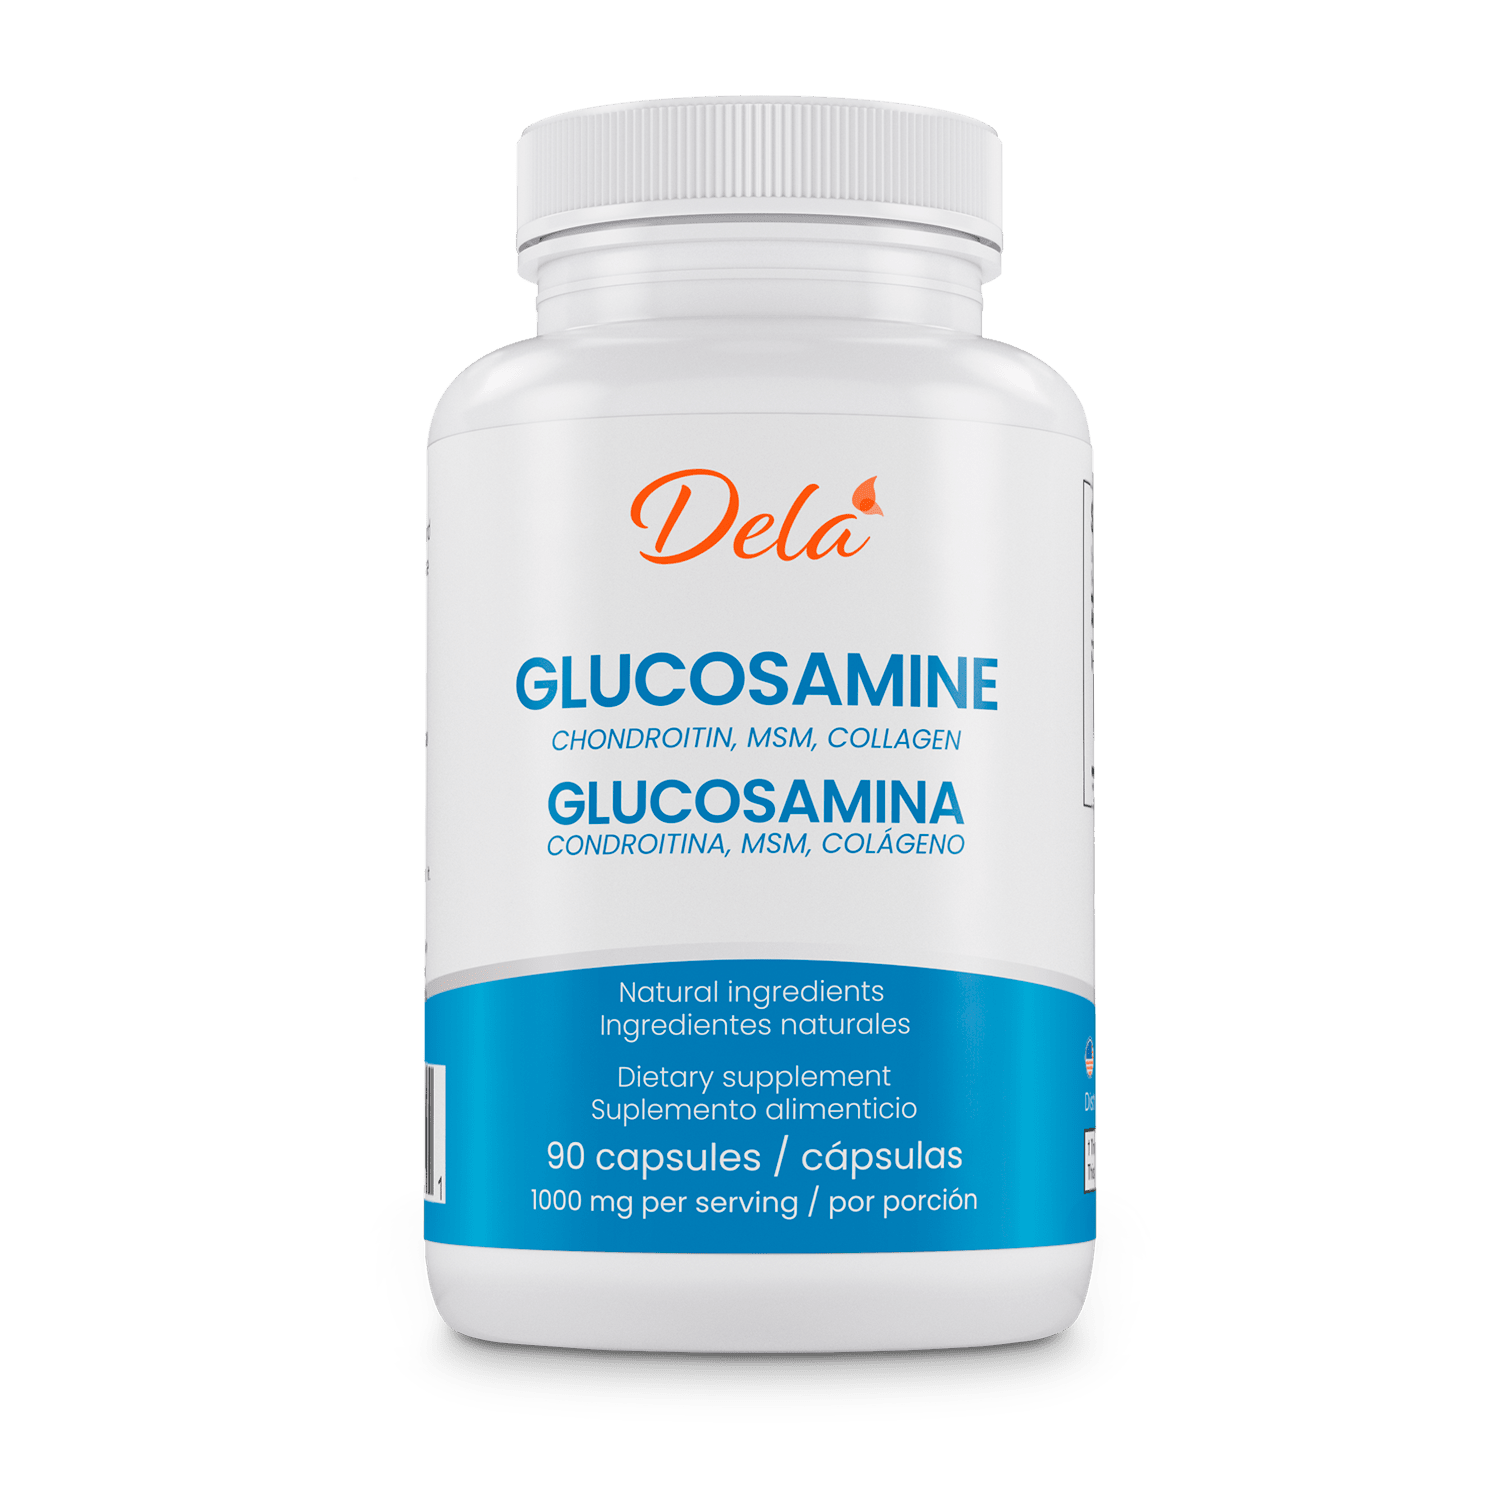 Dela
GLUCOSAMINE
CHONDROITIN, MSM, COLLAGEN
GLUCOSAMINA
CONDROITINA, MSM, COLÁGENO
Natural ingredients
Ingredientes naturales
Dietary supplement
Suplemento alimenticio
90 capsules / cápsulas
1000 mg per serving / por porción
1